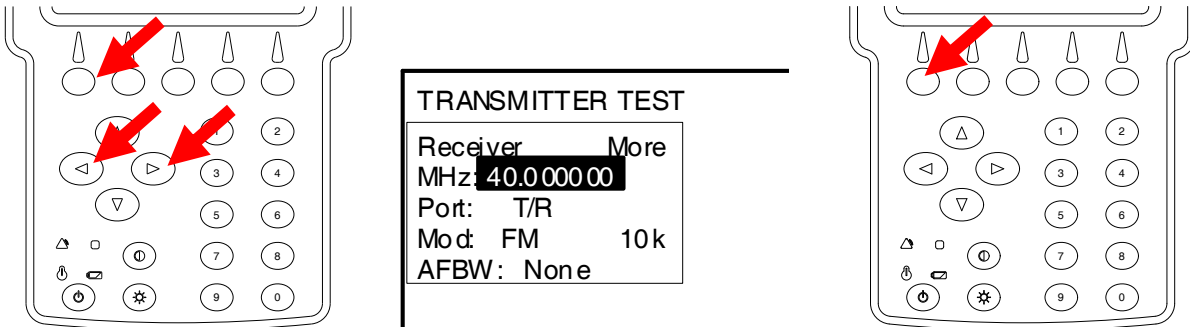 2
3 4
5 6
7 8
9 0
TRANSMITTER TEST
Receiver More
MHz: 40.000000
Port: T/R
Mod: FM 10k
AFBW: None
1 2
3 4
5 6
7 8
9 0